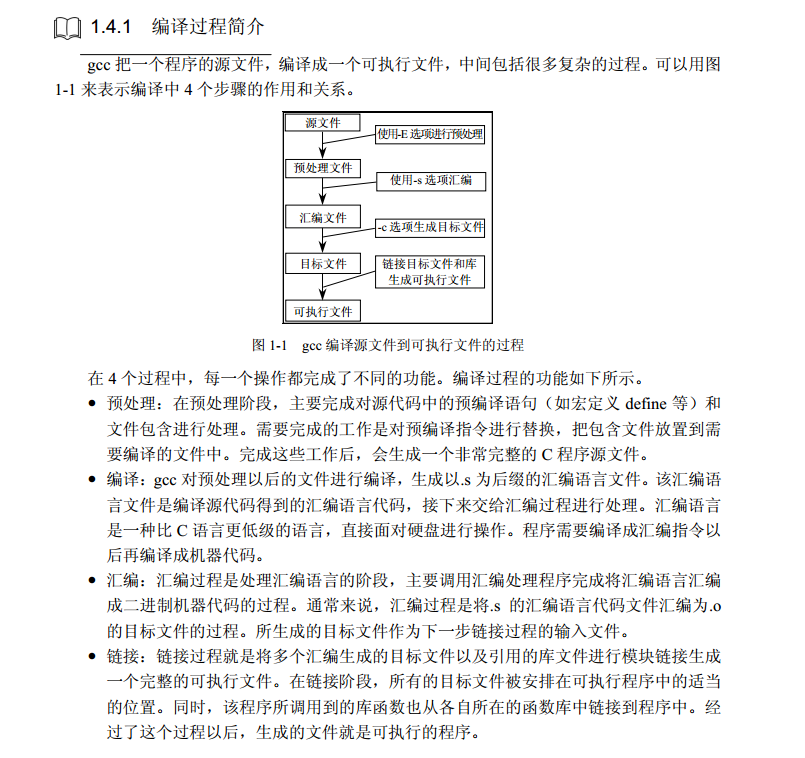 1.4.1 编译过程简介
gcc 把一个程序的源文件，编译成一个可执行文件，中间包括很多复杂的过程。可以用图
1-1 来表示编译中 4 个步骤的作用和关系。
源文件
使用-E 选项进行预处理
预处理文件
使用-s 选项汇编
汇编文件
-c 选项生成目标文件
目标文件
链接目标文件和库
生成可执行文件
可执行文件
图 1-1 gcc 编译源文件到可执行文件的过程
在 4 个过程中，每一个操作都完成了不同的功能。编译过程的功能如下所示。
● 预处理：在预处理阶段，主要完成对源代码中的预编译语句（如宏定义 define 等）和
文件包含进行处理。需要完成的工作是对预编译指令进行替换，把包含文件放置到需
要编译的文件中。完成这些工作后，会生成一个非常完整的 C 程序源文件。
● 编译：gcc 对预处理以后的文件进行编译，生成以.s 为后缀的汇编语言文件。该汇编语
言文件是编译源代码得到的汇编语言代码，接下来交给汇编过程进行处理。汇编语言
是一种比 C 语言更低级的语言，直接面对硬盘进行操作。程序需要编译成汇编指令以
后再编译成机器代码。
● 汇编：汇编过程是处理汇编语言的阶段，主要调用汇编处理程序完成将汇编语言汇编
成二进制机器代码的过程。通常来说，汇编过程是将.s 的汇编语言代码文件汇编为.o
的目标文件的过程。所生成的目标文件作为下一步链接过程的输入文件。
● 链接：链接过程就是将多个汇编生成的目标文件以及引用的库文件进行模块链接生成
一个完整的可执行文件。在链接阶段，所有的目标文件被安排在可执行程序中的适当
的位置。同时，该程序所调用到的库函数也从各自所在的函数库中链接到程序中。经
过了这个过程以后，生成的文件就是可执行的程序。